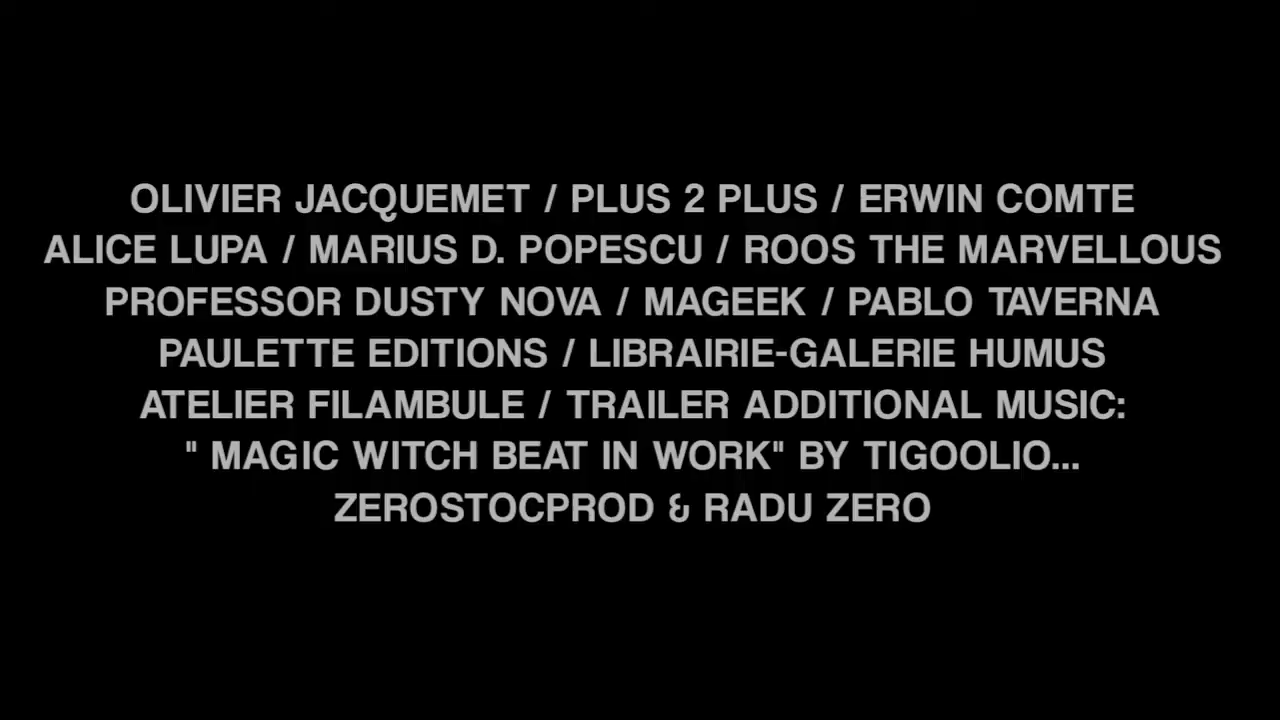 OLIVIER JACQUEMET / PLUS 2 PLUS / ERWIN COMTE
ALICE LUPA / MARIUS D. POPESCU / ROOS THE MARVELLOUS
PROFESSOR DUSTY NOVA / MAGEEK / PABLO TAVERNA
PAULETTE EDITIONS / LIBRAIRIE-GALERIE HUMUS
ATELIER FILAMBULE / TRAILER ADDITIONAL MUSIC:
" MAGIC WITCH BEAT IN WORK" BY TIGOOLIO...
ZEROSTOCPROD & RADU ZERO